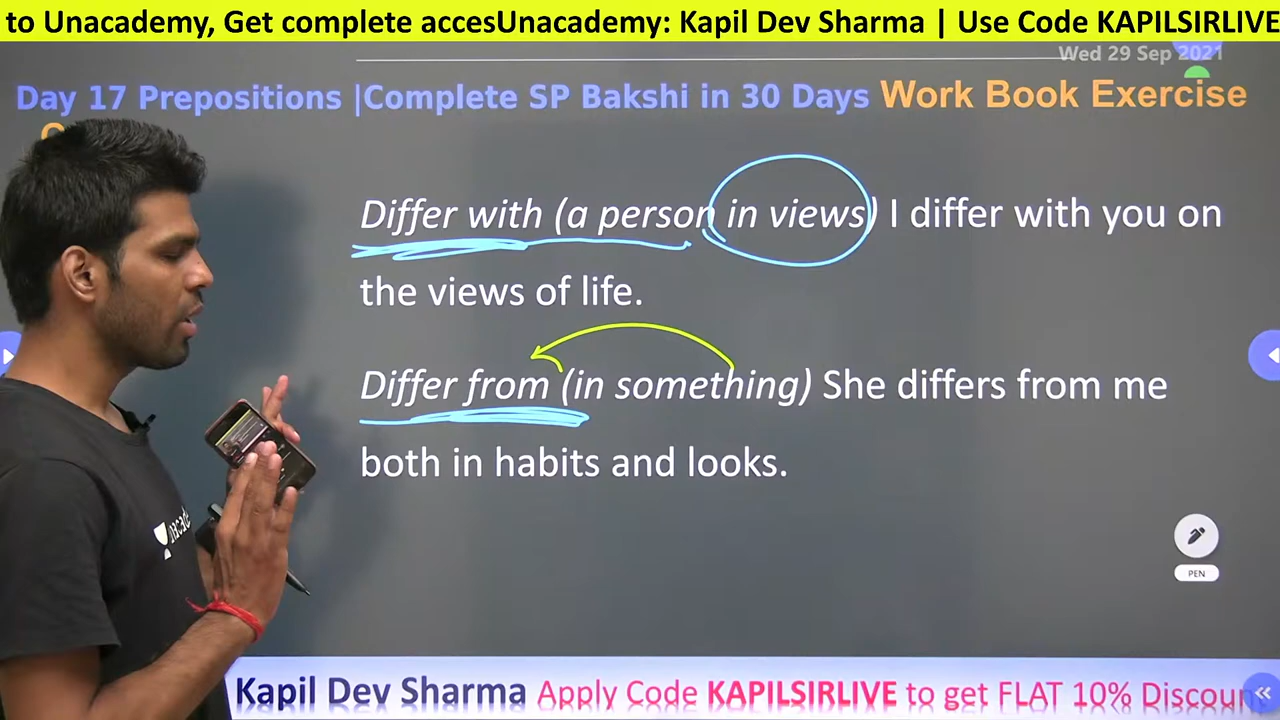 to Unacademy, Get complete accesUnacademy: Kapil Dev Sharma | Use Code KAPILSIRLIVE
Wed 29 Sep 2021
Day 17 Prepositions |Complete SP Bakshi in 30 Days Work Book Exercise
Differ with (a person in views) I differ with you on
the views of life.
Differ from (in something) She differs from me
both in habits and looks.
PEN
Kapil Dev Sharma Apply Code KAPILSIRLIVE to get FLAT 10% Discoun